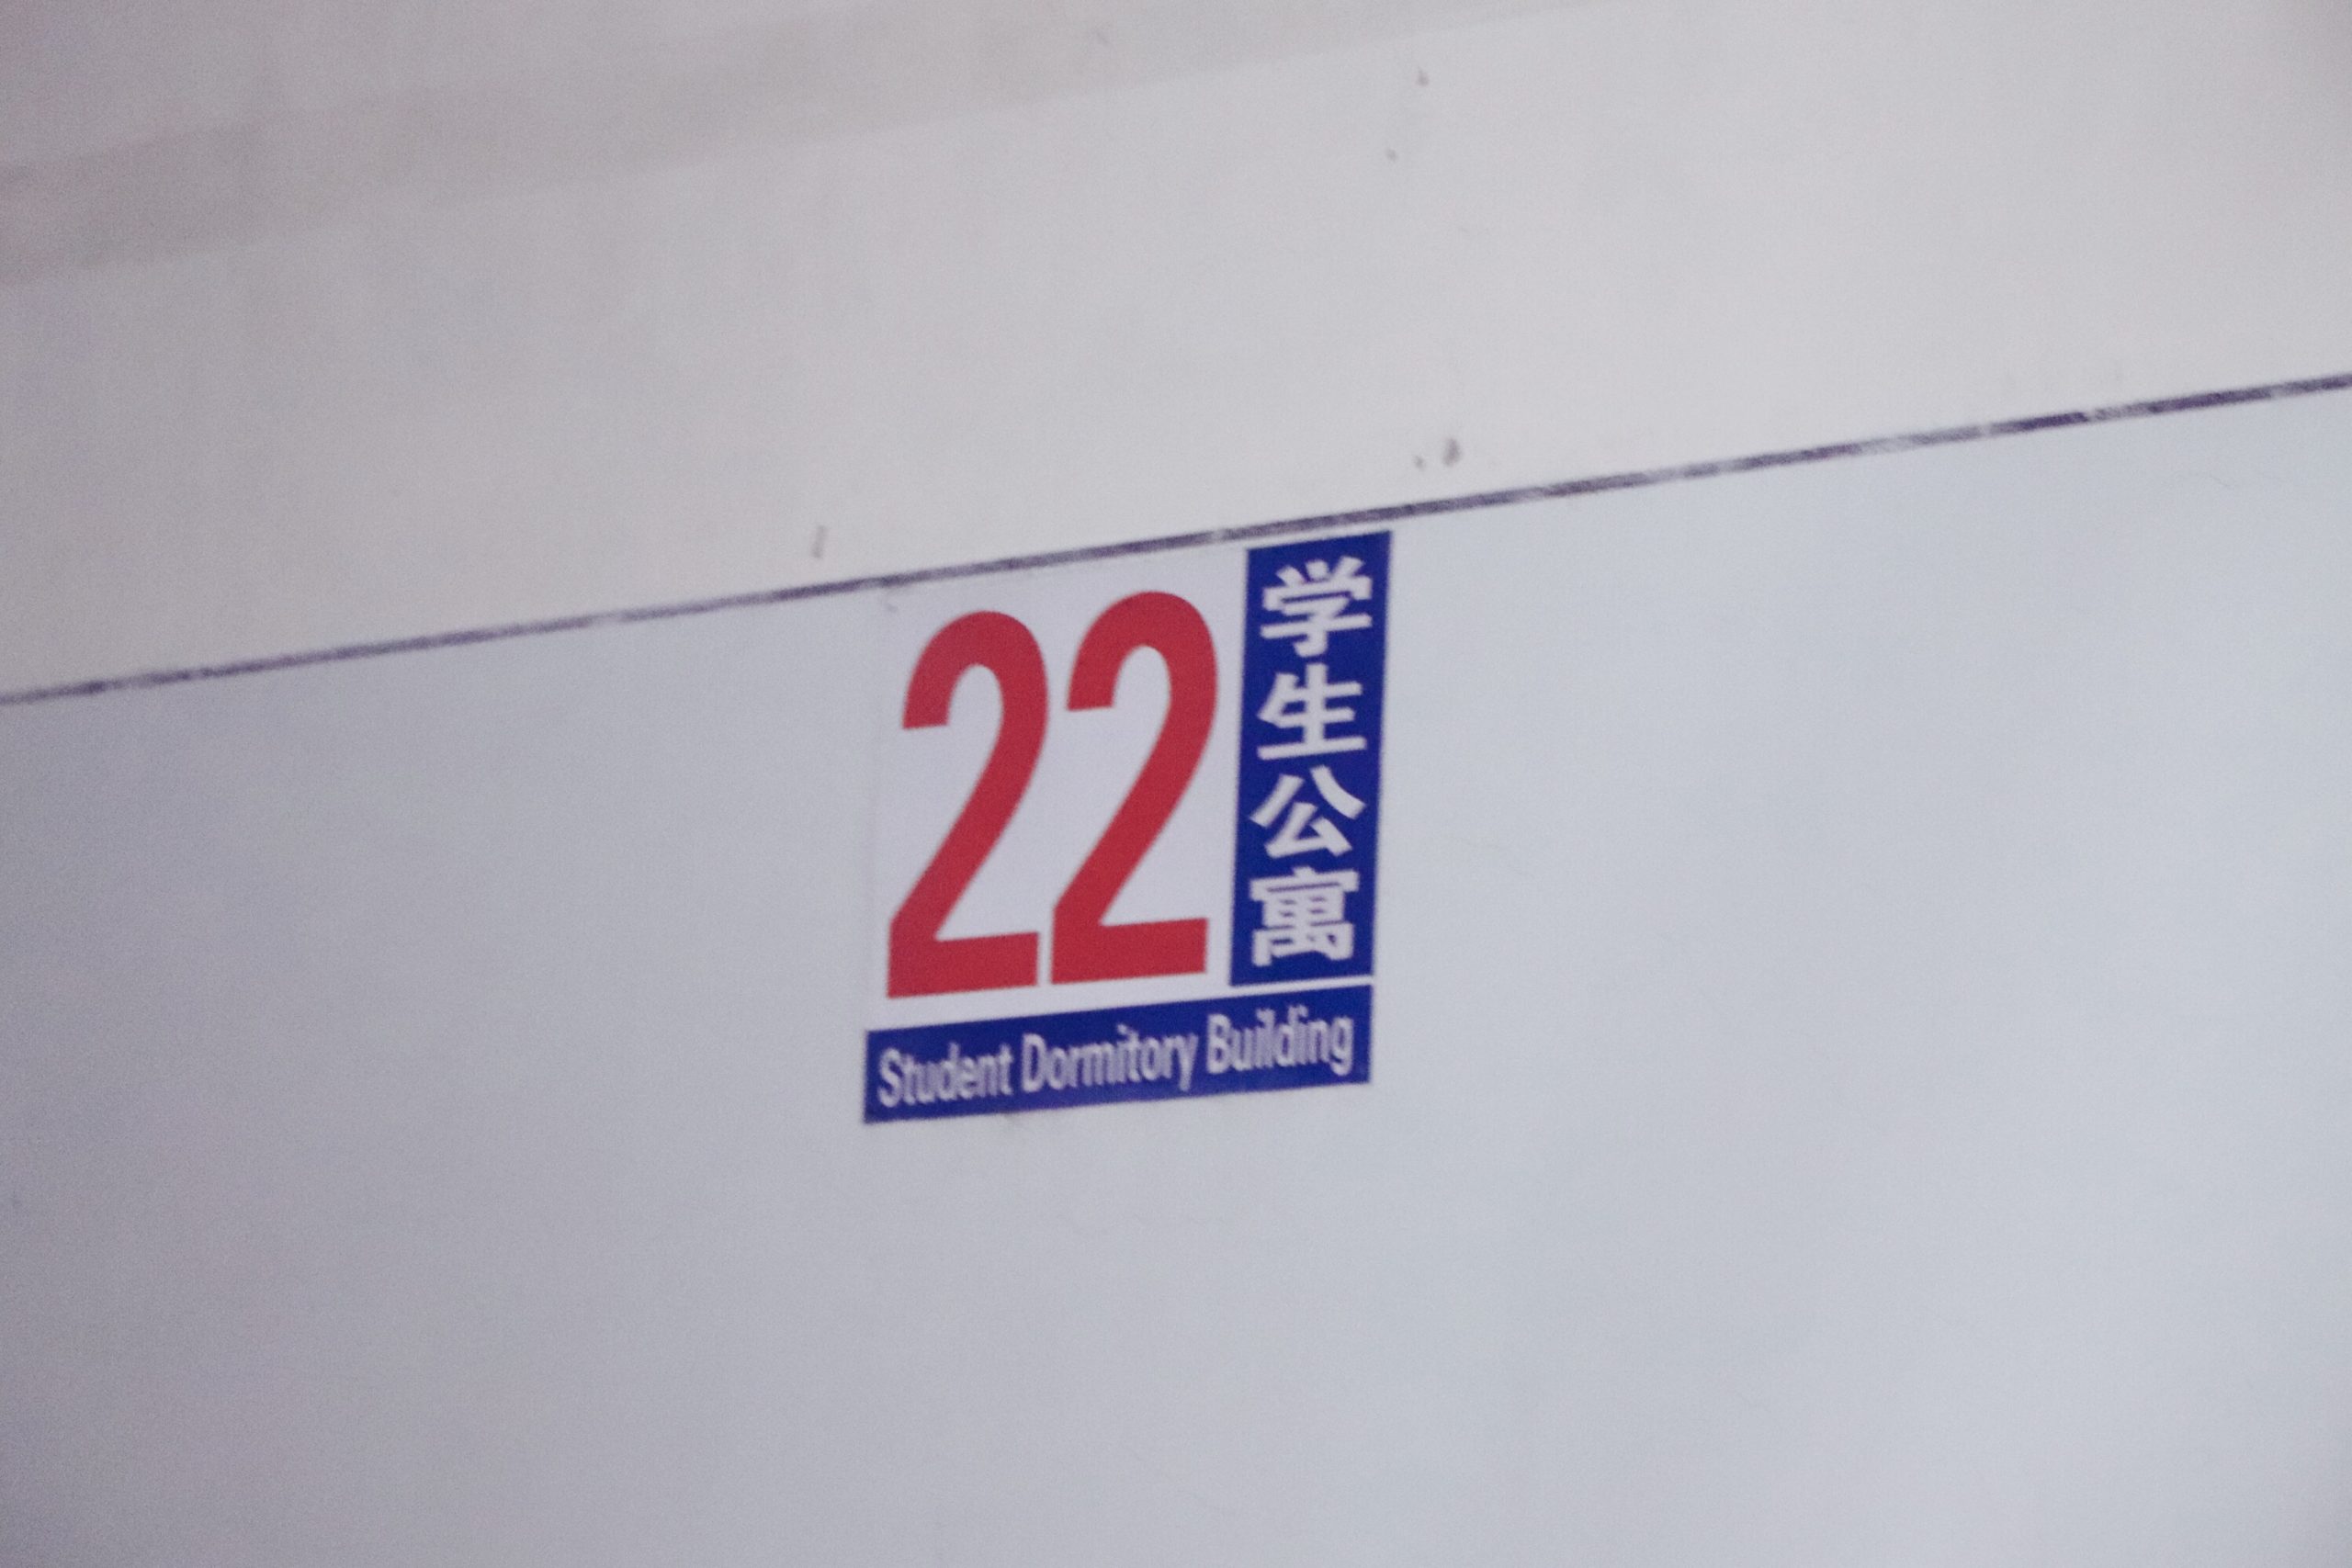 22
学生公寓
Student Dormitory Building